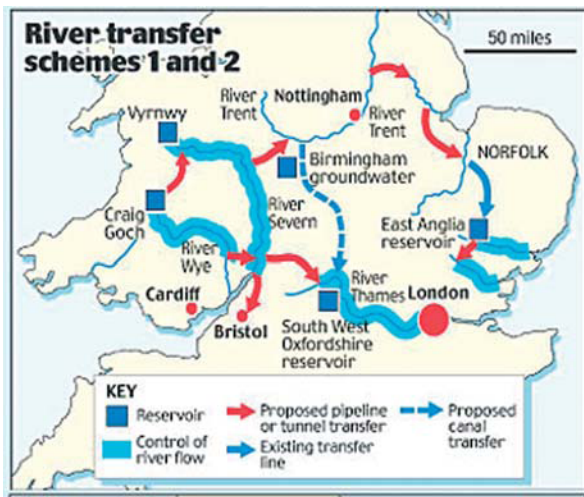 River transfer
schemes 1 and 2
50 miles
Vyrnwy
River
Trent
Nottingham
River
Trent
NORFOLK
Birmingham
groundwater
Craig
Goch
River
Severn
East Anglia
reservoir
River
Wye
River
Thames
London
Cardiff
Bristol
South West
Oxfordshire
reservoir
KEY
Reservoir
Control of
river flow
Proposed pipeline
or tunnel transfer
Existing transfer
line
Proposed
canal
transfer